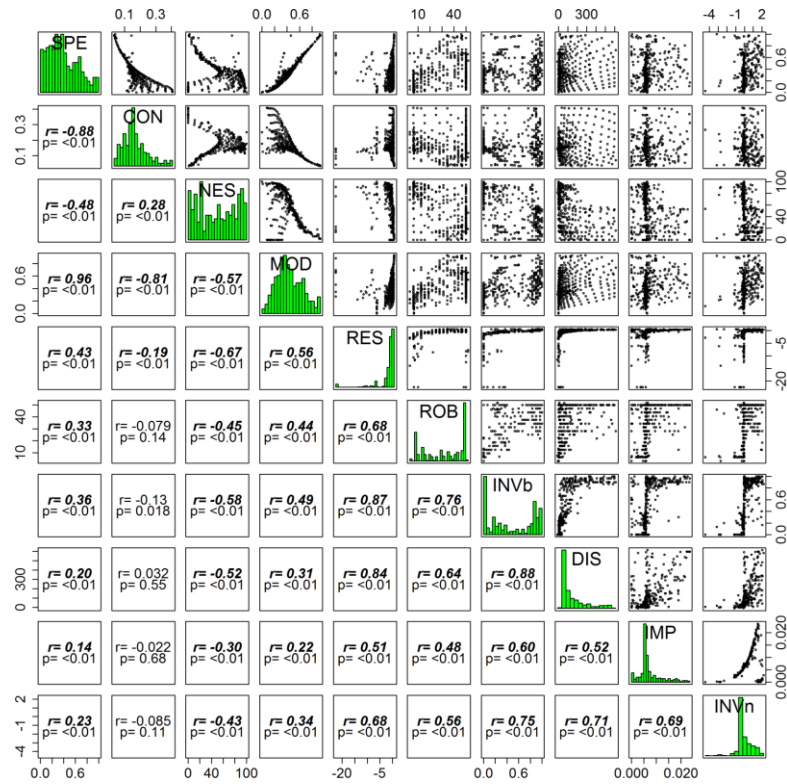 0.1 0.3 0.0 0.6 10 40 0 300 -4 -1 2
SPE
0.0 0.6
0.1 0.3
r= -0.88
p= <0.01
CON
r= -0.48
p= <0.01
r= 0.28
p= <0.01
NES
0 40 100
0.0 0.6
r= 0.96
p= <0.01
r= -0.81
p= <0.01
r= -0.57
p= <0.01
MOD
r= 0.43
p= <0.01
r= -0.19
p= <0.01
r= -0.67
p= <0.01
r= 0.56
p= <0.01
RES
-20 -5
10 40
r= 0.33
p= <0.01
r= -0.079
p= 0.14
r= -0.45
p= <0.01
r= 0.44
p= <0.01
r= 0.68
p= <0.01
ROB
r= 0.36
p= <0.01
r= -0.13
p= 0.018
r= -0.58
p= <0.01
r= 0.49
p= <0.01
r= 0.87
p= <0.01
r= 0.76
p= <0.01
INVb
0.0 0.6
0 300
r= 0.20
p= <0.01
r= 0.032
p= 0.55
r= -0.52
p= <0.01
r= 0.31
p= <0.01
r= 0.84
p= <0.01
r= 0.64
p= <0.01
r= 0.88
p= <0.01
DIS
r= 0.14
p= <0.01
r= -0.022
p= 0.68
r= -0.30
p= <0.01
r= 0.22
p= <0.01
r= 0.51
p= <0.01
r= 0.48
p= <0.01
r= 0.60
p= <0.01
r= 0.52
p= <0.01
IMP
0.000 0.020
-4 -1 2
r= 0.23
p= <0.01
r= -0.085
p= 0.11
r= -0.43
p= <0.01
r= 0.34
p= <0.01
r= 0.68
p= <0.01
r= 0.56
p= <0.01
r= 0.75
p= <0.01
r= 0.71
p= <0.01
r= 0.69
p= <0.01
INVn
0.0 0.6 0 40 100 -20 -5 0.0 0.6 0.000 0.020